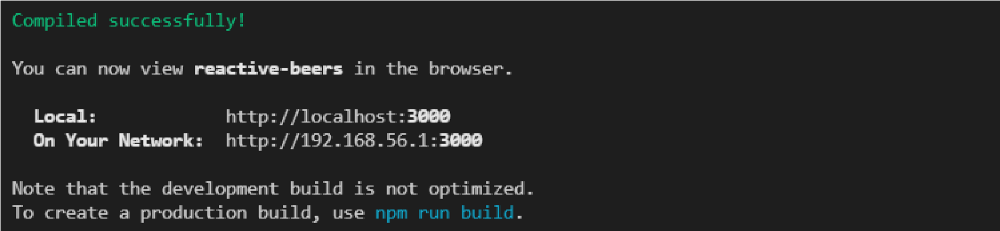 Compiled successfully!
You can now view reactive-beers in the browser.
Local: http://localhost:3000
On Your Network: http://192.168.56.1:3000
Note that the development build is not optimized.
To create a production build, use npm run build.